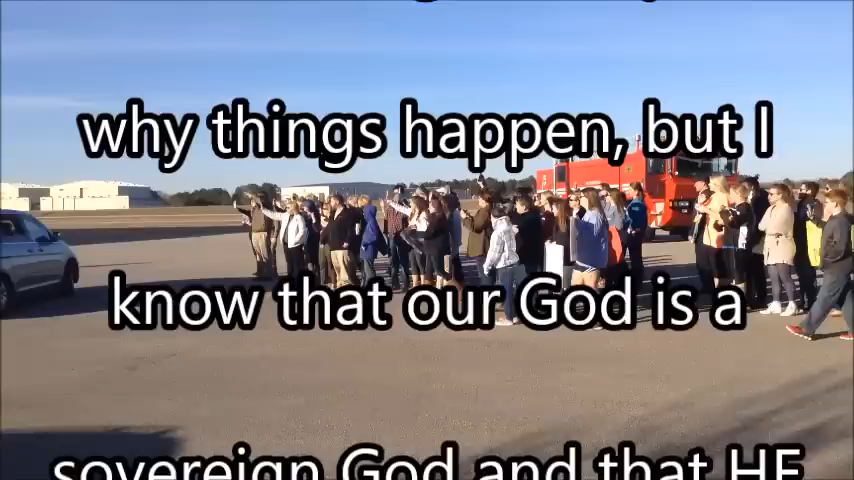 why things happen, but I
know that our God is a
sovereign God and that HE